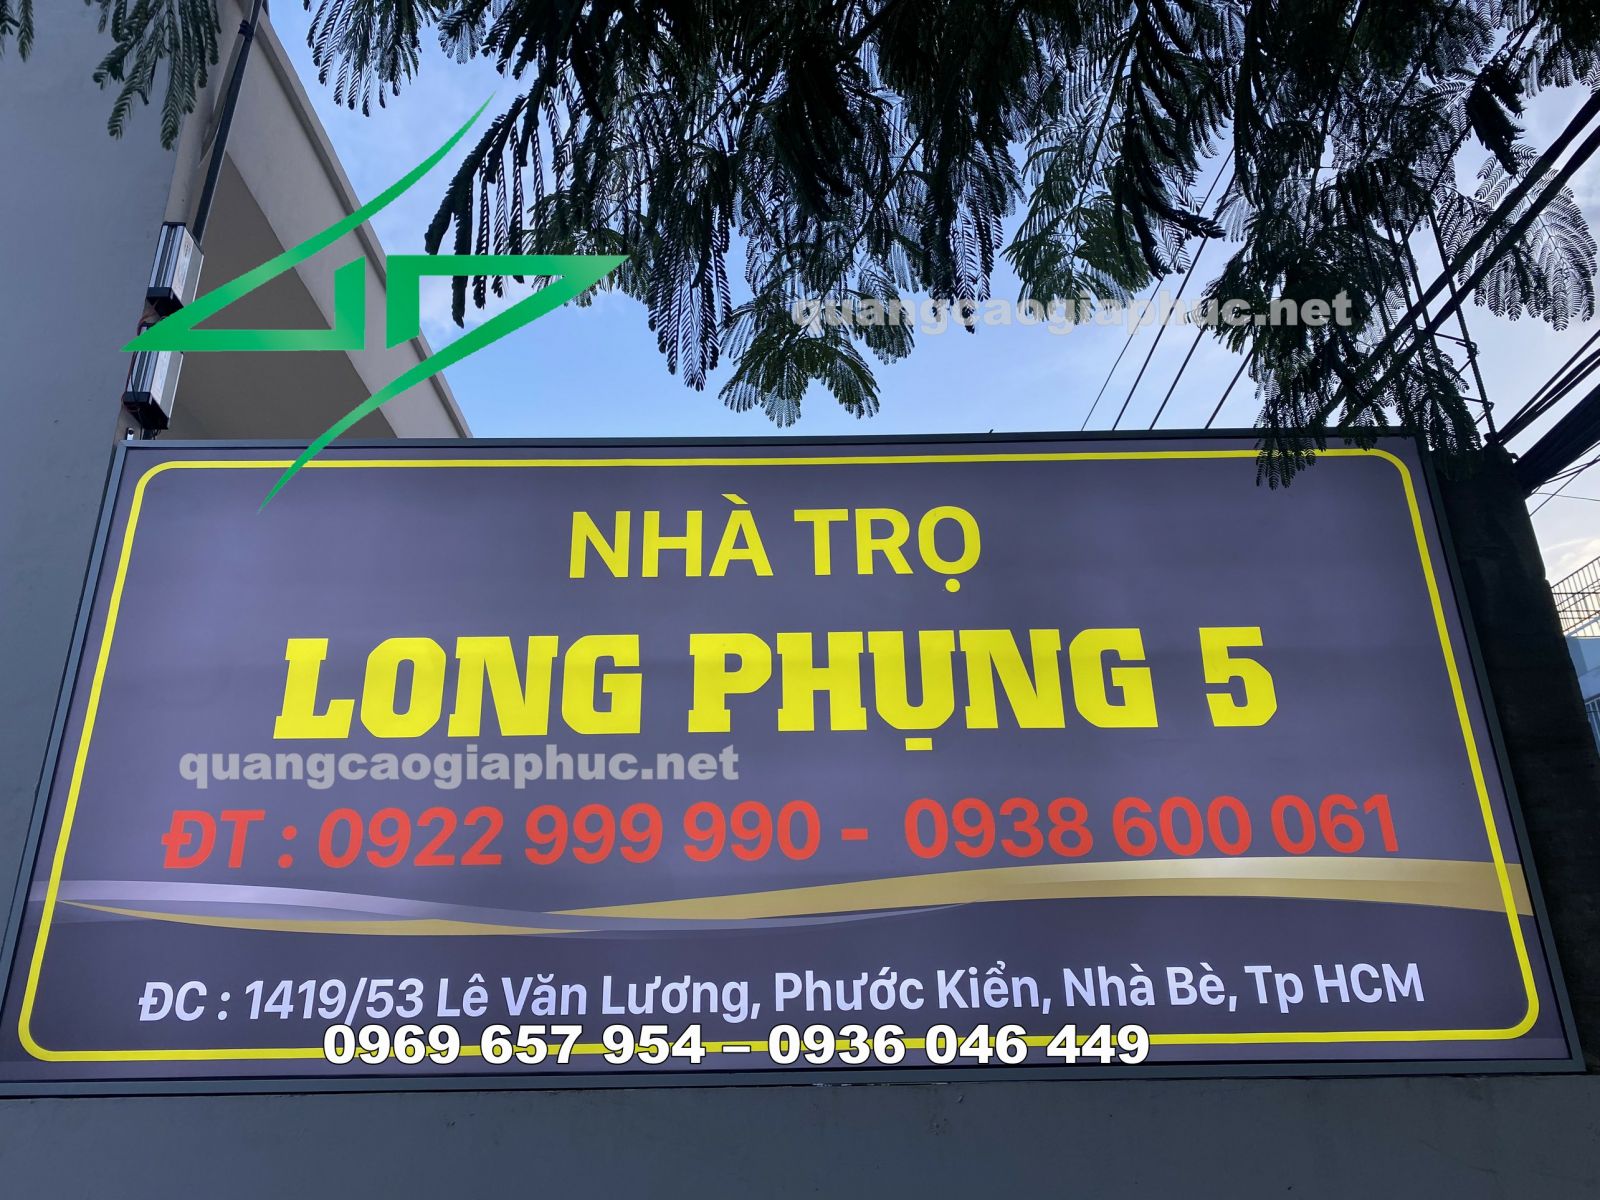 quangcaogiaphuc.net
NHÀ TRỌ
LONG PHỤNG 5
quangcaogiaphuc.net
ĐT : 0922 999 990 - 0938 600 061
ĐC : 1419/53 Lê Văn Lương, Phước Kiển, Nhà Bè, Tp HCM
0969 657 954 – 0936 046 449